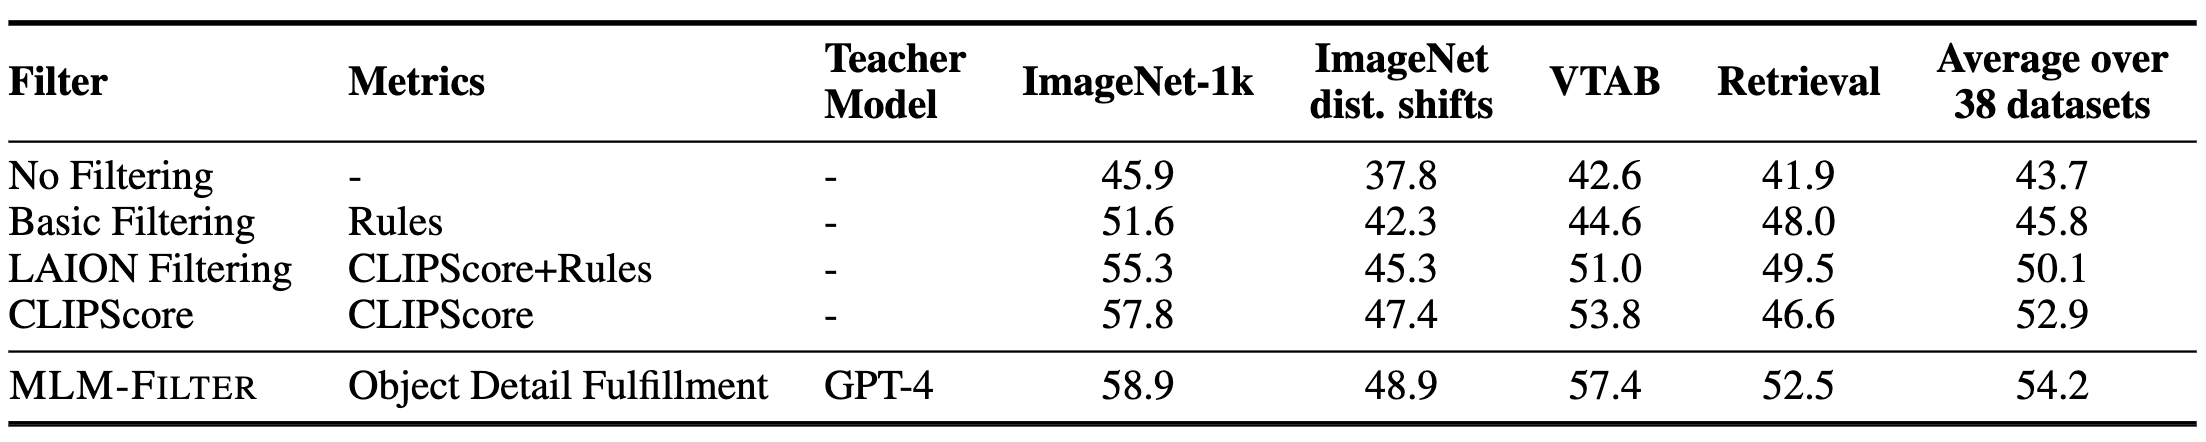 Filter Metrics Teacher Model ImageNet-1k ImageNet dist. shifts VTAB Retrieval Average over 38 datasets
No Filtering - - 45.9 37.8 42.6 41.9 43.7
Basic Filtering Rules - 51.6 42.3 44.6 48.0 45.8
LAION Filtering CLIPScore+Rules - 55.3 45.3 51.0 49.5 50.1
CLIPScore CLIPScore - 57.8 47.4 53.8 46.6 52.9
MLM-FILTER Object Detail Fulfillment GPT-4 58.9 48.9 57.4 52.5 54.2